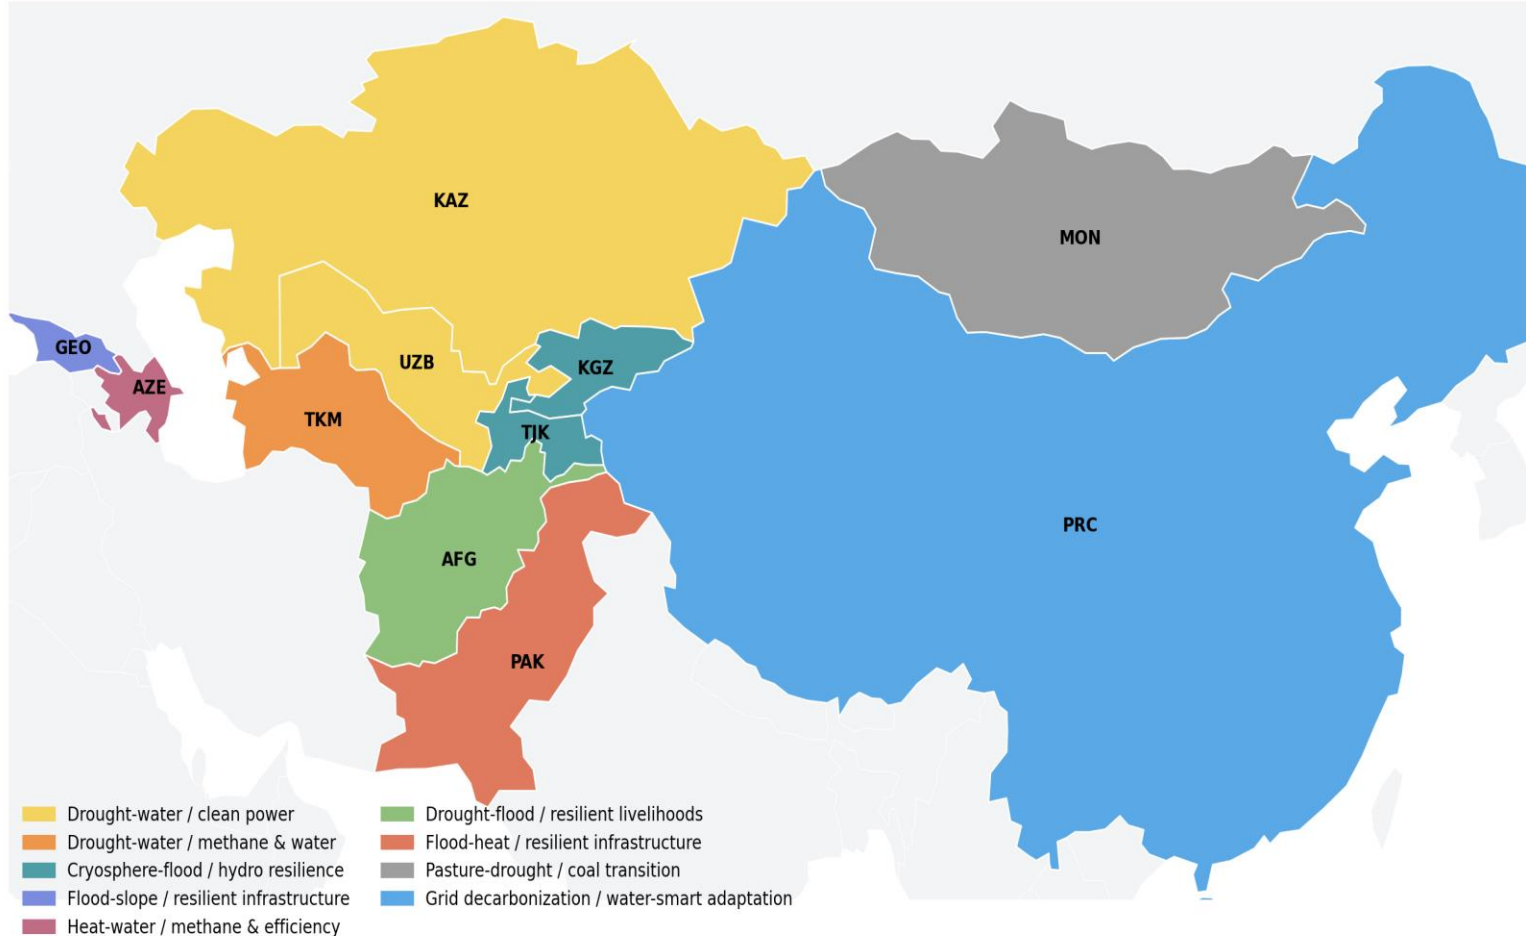 KAZ
MON
GEO
UZB
KGZ
AZE
TKM
TJK
PRC
AFG
PAK
Drought-water / clean power
Drought-water / methane & water
Cryosphere-flood / hydro resilience
Flood-slope / resilient infrastructure
Heat-water / methane & efficiency
Drought-flood / resilient livelihoods
Flood-heat / resilient infrastructure
Pasture-drought / coal transition
Grid decarbonization / water-smart adaptation